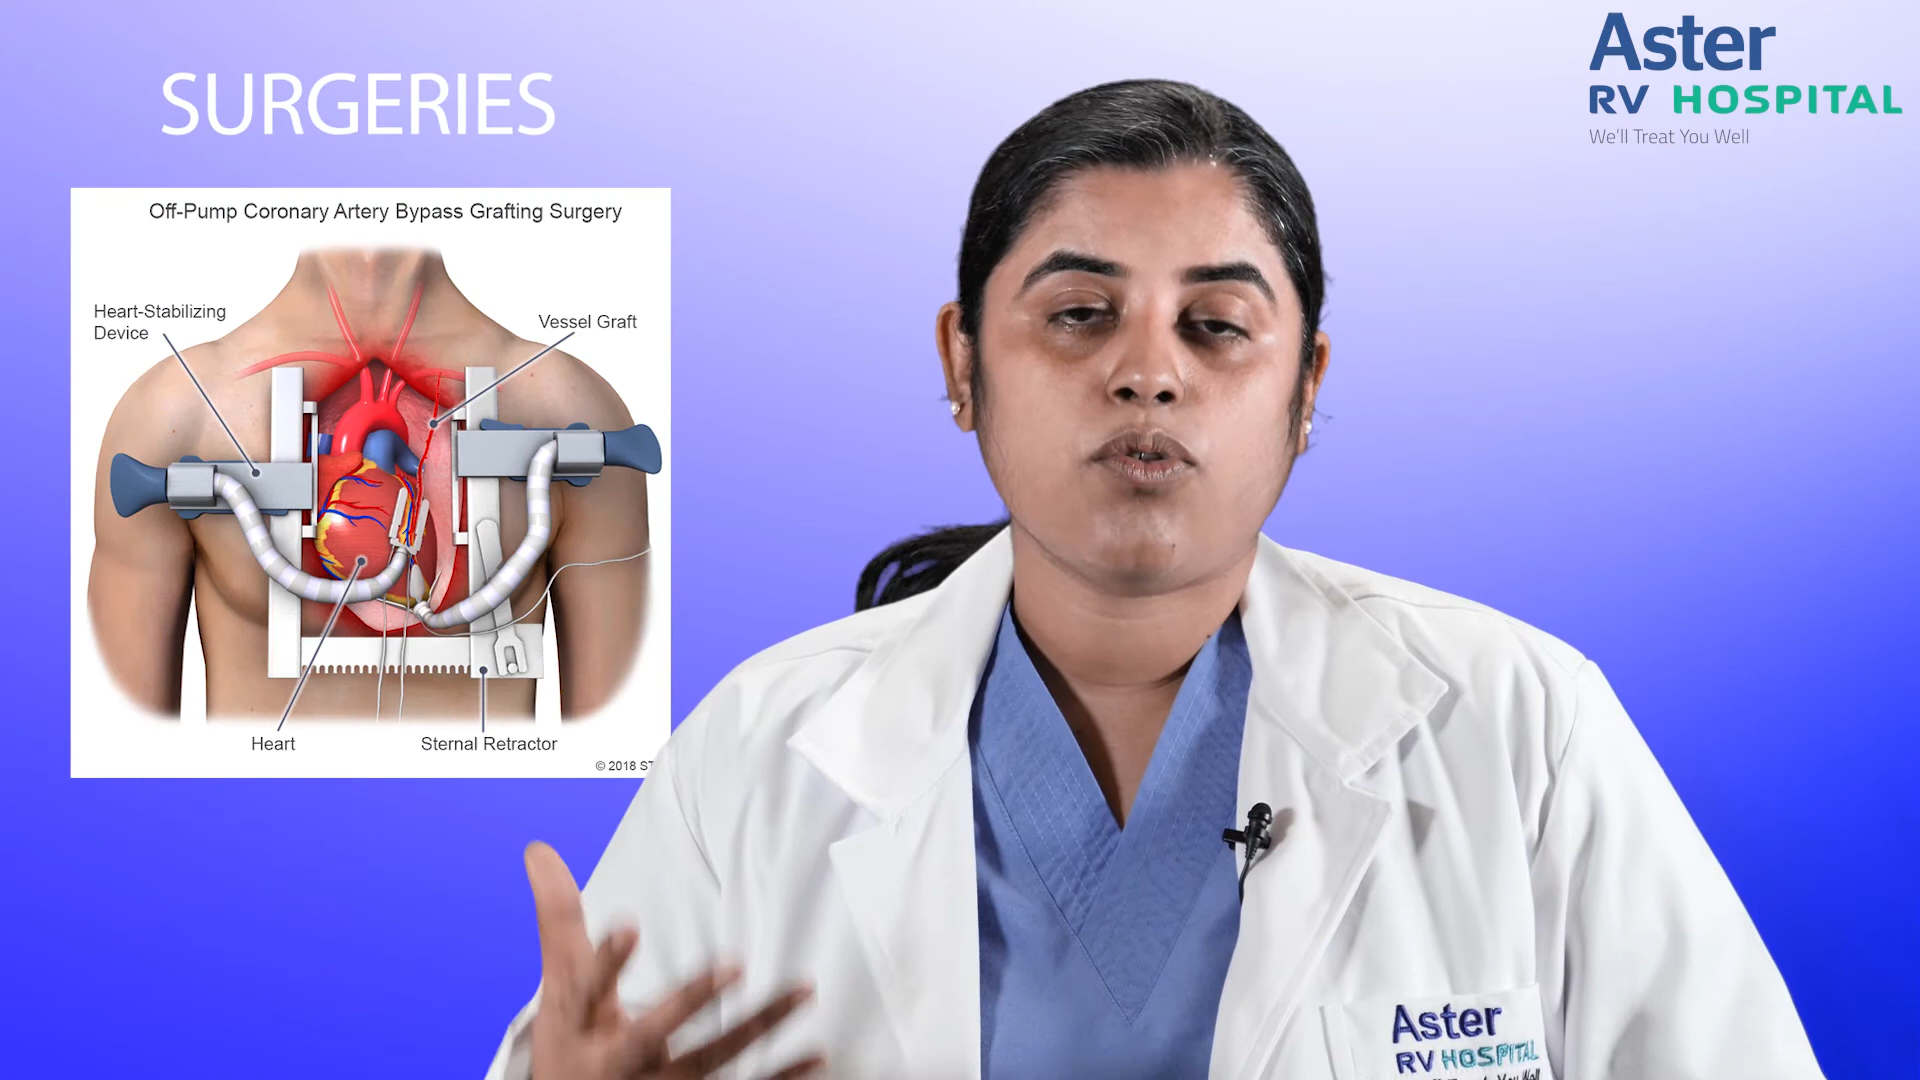 SURGERIES
Off-Pump Coronary Artery Bypass Grafting Surgery
Heart-Stabilizing
Device
Vessel Graft
Heart
Sternal Retractor
© 2018
Aster
RV HOSPITAL
We'll Treat You Well
Aster
RV HOSPITAL